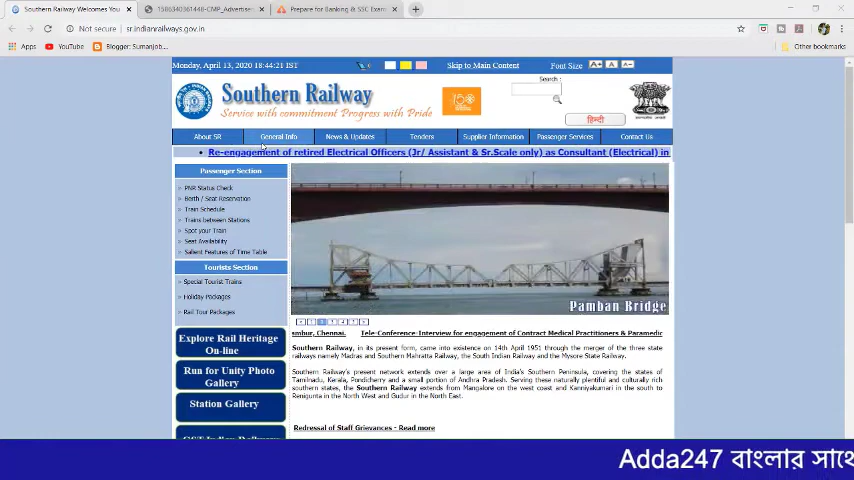 Southern Railway Welcomes You
1586340361448-CMP_Advertise
Prepare for Banking & SSC Exam
Not secure | sr.indianrailways.gov.in
Apps YouTube Blogger: Sumanjob... Other bookmarks
Monday, April 13, 2020 18:44:21 IST Skip to Main Content Font Size A+ A A-
Search :
Southern Railway
Service with commitment Progress with Pride
हिन्दी
About SR General Info News & Updates Tenders Supplier Information Passenger Services Contact Us
• Re-engagement of retired Electrical Officers (Jr/ Assistant & Sr.Scale only) as Consultant (Electrical) in
Passenger Section
» PNR Status Check
» Berth / Seat Reservation
» Train Schedule
» Trains between Stations
» Spot your Train
» Seat Availability
» Salient Features of Time Table
Tourists Section
» Special Tourist Trains
» Holiday Packages
» Rail Tour Packages
Explore Rail Heritage
On-line
Run for Unity Photo
Gallery
Station Gallery
Pamban Bridge
ambur, Chennai. Tele-Conference: Interview for engagement of Contract Medical Practitioners & Paramedic
Southern Railway, in its present form, came into existence on 14th April 1951 through the merger of the three state
railways namely Madras and Southern Mahratta Railway, the South Indian Railway and the Mysore State Railway.
Southern Railway's present network extends over a large area of India's Southern Peninsula, covering the states of
Tamilnadu, Kerala, Pondicherry and a small portion of Andhra Pradesh. Serving these naturally plentiful and culturally rich
southern states, the Southern Railway extends from Mangalore on the west coast and Kanniyakumari in the south to
Renigunta in the North West and Gudur in the North East.
Redressal of Staff Grievances - Read more
Adda247 বাংলার সাথে